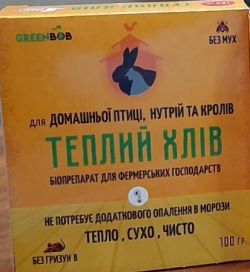 GREENBOB
БЕЗ МУХ
для ДОМАШНЬОЇ ПТИЦІ, НУТРІЙ ТА КРОЛІВ
ТЕПЛИЙ ХЛІВ
БІОПРЕПАРАТ ДЛЯ ФЕРМЕРСЬКИХ ГОСПОДАРСТВ
НЕ ПОТРЕБУЄ ДОДАТКОВОГО ОПАЛЕННЯ В МОРОЗИ
ТЕПЛО , СУХО , ЧИСТО
БЕЗ ГРИЗУН В
100 ГР.